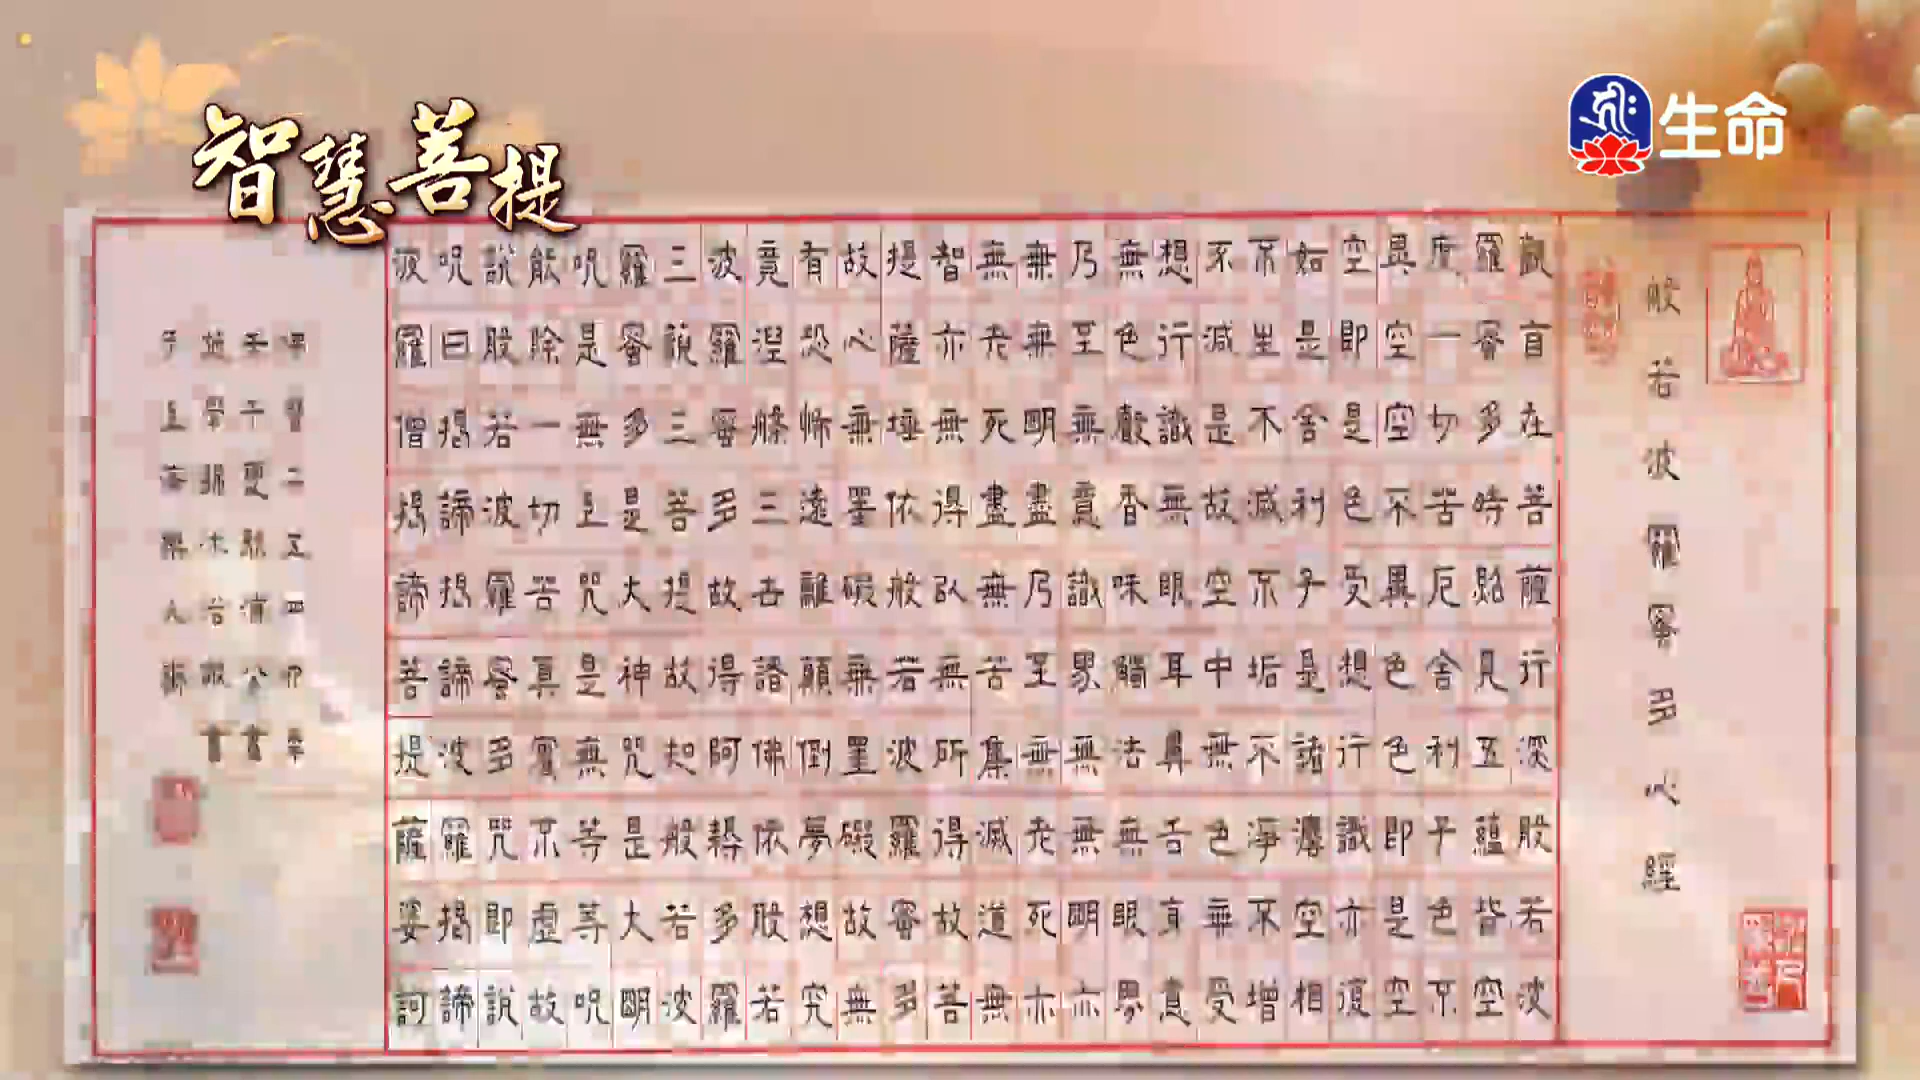 智慧菩提
生命
般若波羅蜜多心經
觀自在菩薩行深般若波
羅蜜多時照見五蘊皆空
度一切苦厄舍利子色不
異空空不異色色即是空
空即是色受想行識亦復
如是舍利子是諸法空相
不生不滅不垢不淨不增
不滅是故空中無色無受
想行識無眼耳鼻舌身意
無色聲香味觸法無眼界
乃至無意識界無無明亦
無無明盡乃至無老死亦
無老死盡無苦集滅道無
智亦無得以無所得故菩
提薩埵依般若波羅蜜多
故心無罣礙無罣礙故無
有恐怖遠離顛倒夢想究
竟涅槃三世諸佛依般若
波羅蜜多故得阿耨多羅
三藐三菩提故知般若波
羅蜜多是大神咒是大明
呪是無上咒是無等等呪
能除一切苦真實不虛故
說般若波羅蜜多咒即說
呪曰揭諦揭諦波羅揭諦
波羅僧揭諦菩提薩婆訶